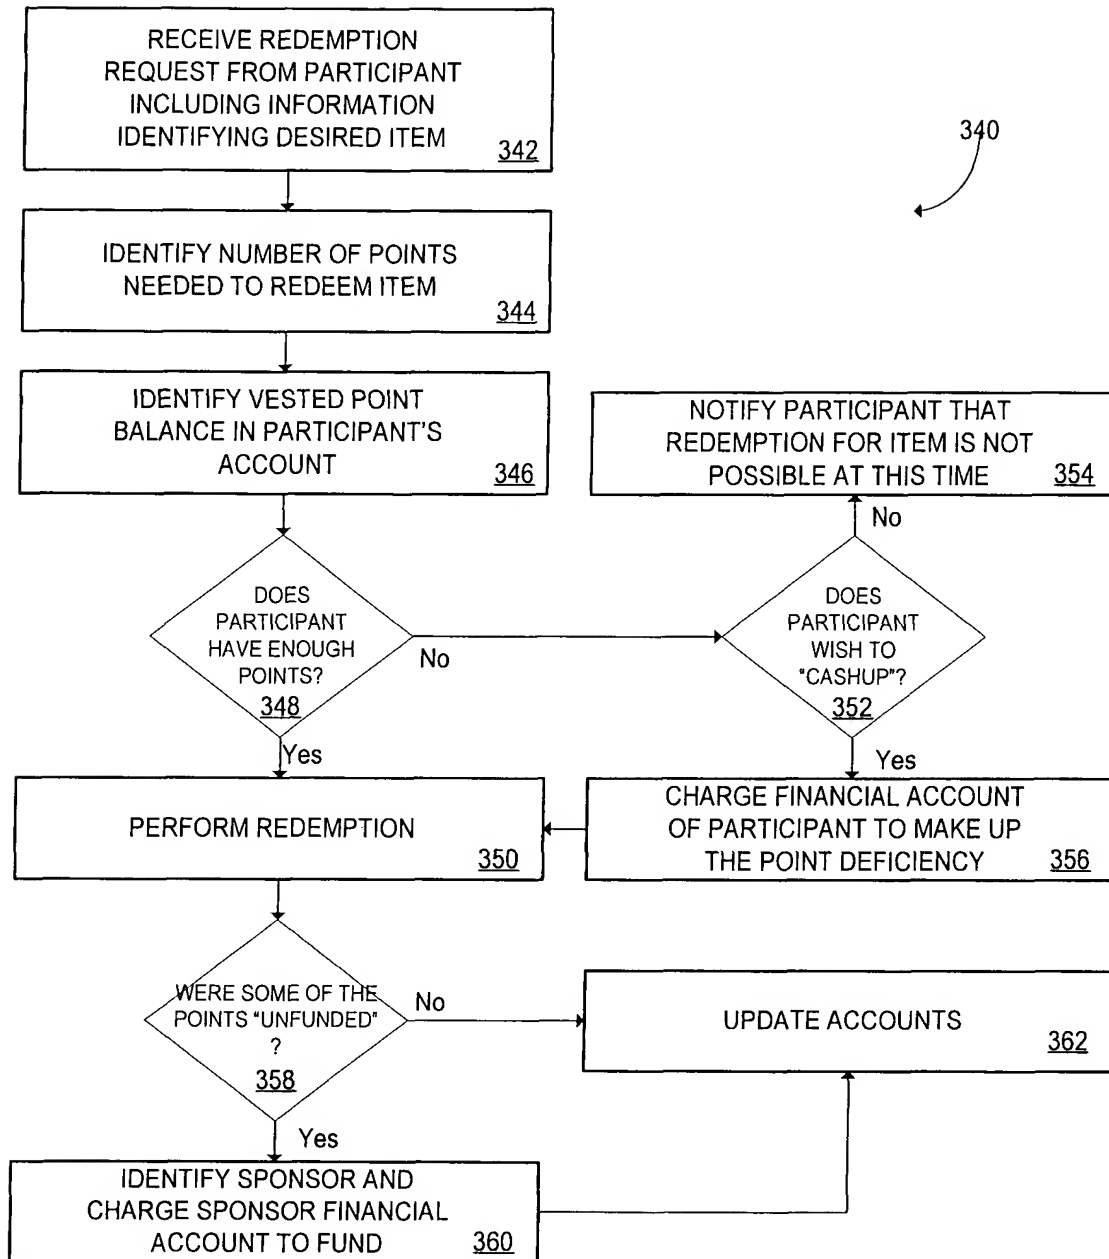 RECEIVE REDEMPTION
REQUEST FROM PARTICIPANT
INCLUDING INFORMATION
IDENTIFYING DESIRED ITEM
342
340
IDENTIFY NUMBER OF POINTS
NEEDED TO REDEEM ITEM
344
IDENTIFY VESTED POINT
BALANCE IN PARTICIPANT'S
ACCOUNT
346
NOTIFY PARTICIPANT THAT
REDEMPTION FOR ITEM IS NOT
POSSIBLE AT THIS TIME
354
No
DOES
PARTICIPANT
HAVE ENOUGH
POINTS?
348
No
DOES
PARTICIPANT
WISH TO
"CASHUP"?
352
Yes
Yes
PERFORM REDEMPTION
350
CHARGE FINANCIAL ACCOUNT
OF PARTICIPANT TO MAKE UP
THE POINT DEFICIENCY
356
WERE SOME OF THE
POINTS "UNFUNDED"
?
358
No
UPDATE ACCOUNTS
362
Yes
IDENTIFY SPONSOR AND
CHARGE SPONSOR FINANCIAL
ACCOUNT TO FUND
360